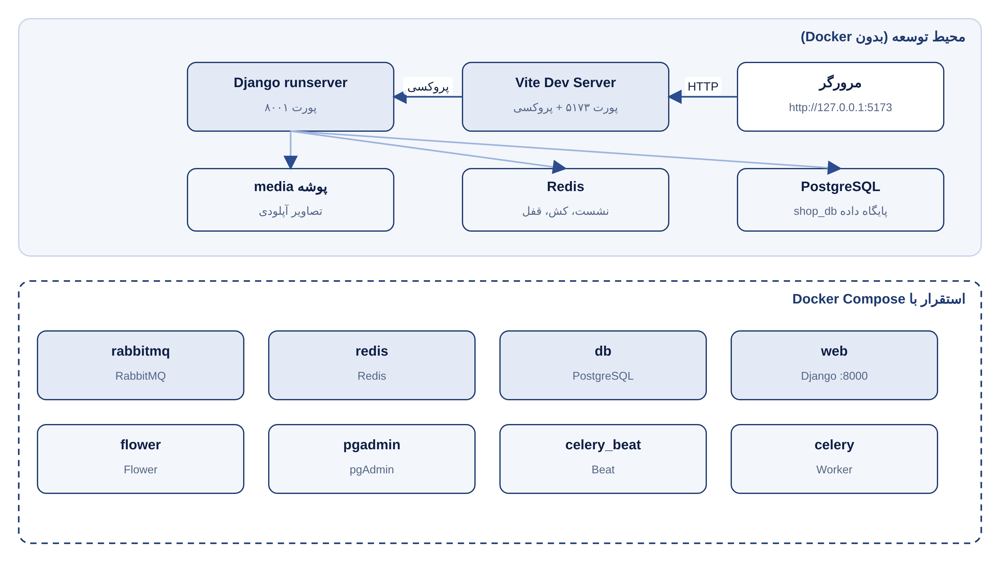 محیط توسعه (بدون Docker)
مرورگر
http://127.0.0.1:5173
HTTP
Vite Dev Server
پورت ۵۱۷۳ + پروکسی
پروکسی
Django runserver
پورت ۸۰۰۱
PostgreSQL
پایگاه داده shop_db
Redis
نشست، کش، قفل
پوشه media
تصاویر آپلودی
استقرار با Docker Compose
web
Django :8000
db
PostgreSQL
redis
Redis
rabbitmq
RabbitMQ
celery
Worker
celery_beat
Beat
pgadmin
pgAdmin
flower
Flower